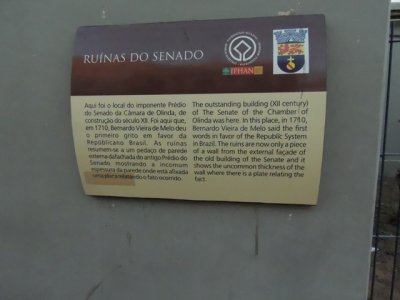 RUÍNAS DO SENADO
IPHAN
Aqui foi o local do imponente Prédio
do Senado da Câmara de Olinda, de
construção do século XII. Foi aqui que,
em 1710, Bernardo Vieira de Melo deu
o primeiro grito em favor da
Républicano Brasil. As ruínas
resumem-se a um pedaço de parede
externa dafachada do antigo Prédio do
Senado mostrando a incomum
espessura da parede onde está afixada
uma placa relatando o fato ocorrido.
The outstanding building (XII century)
of The Senate of the Chamber of
Olinda was here. In this place, in 1710,
Bernardo Vieira de Melo said the first
words in favor of the Republic System
in Brazil. The ruins are now only a piece
of a wall from the external façade of
the old building of the Senate and it
shows the uncommon thickness of the
wall where there is a plate relating the
fact.